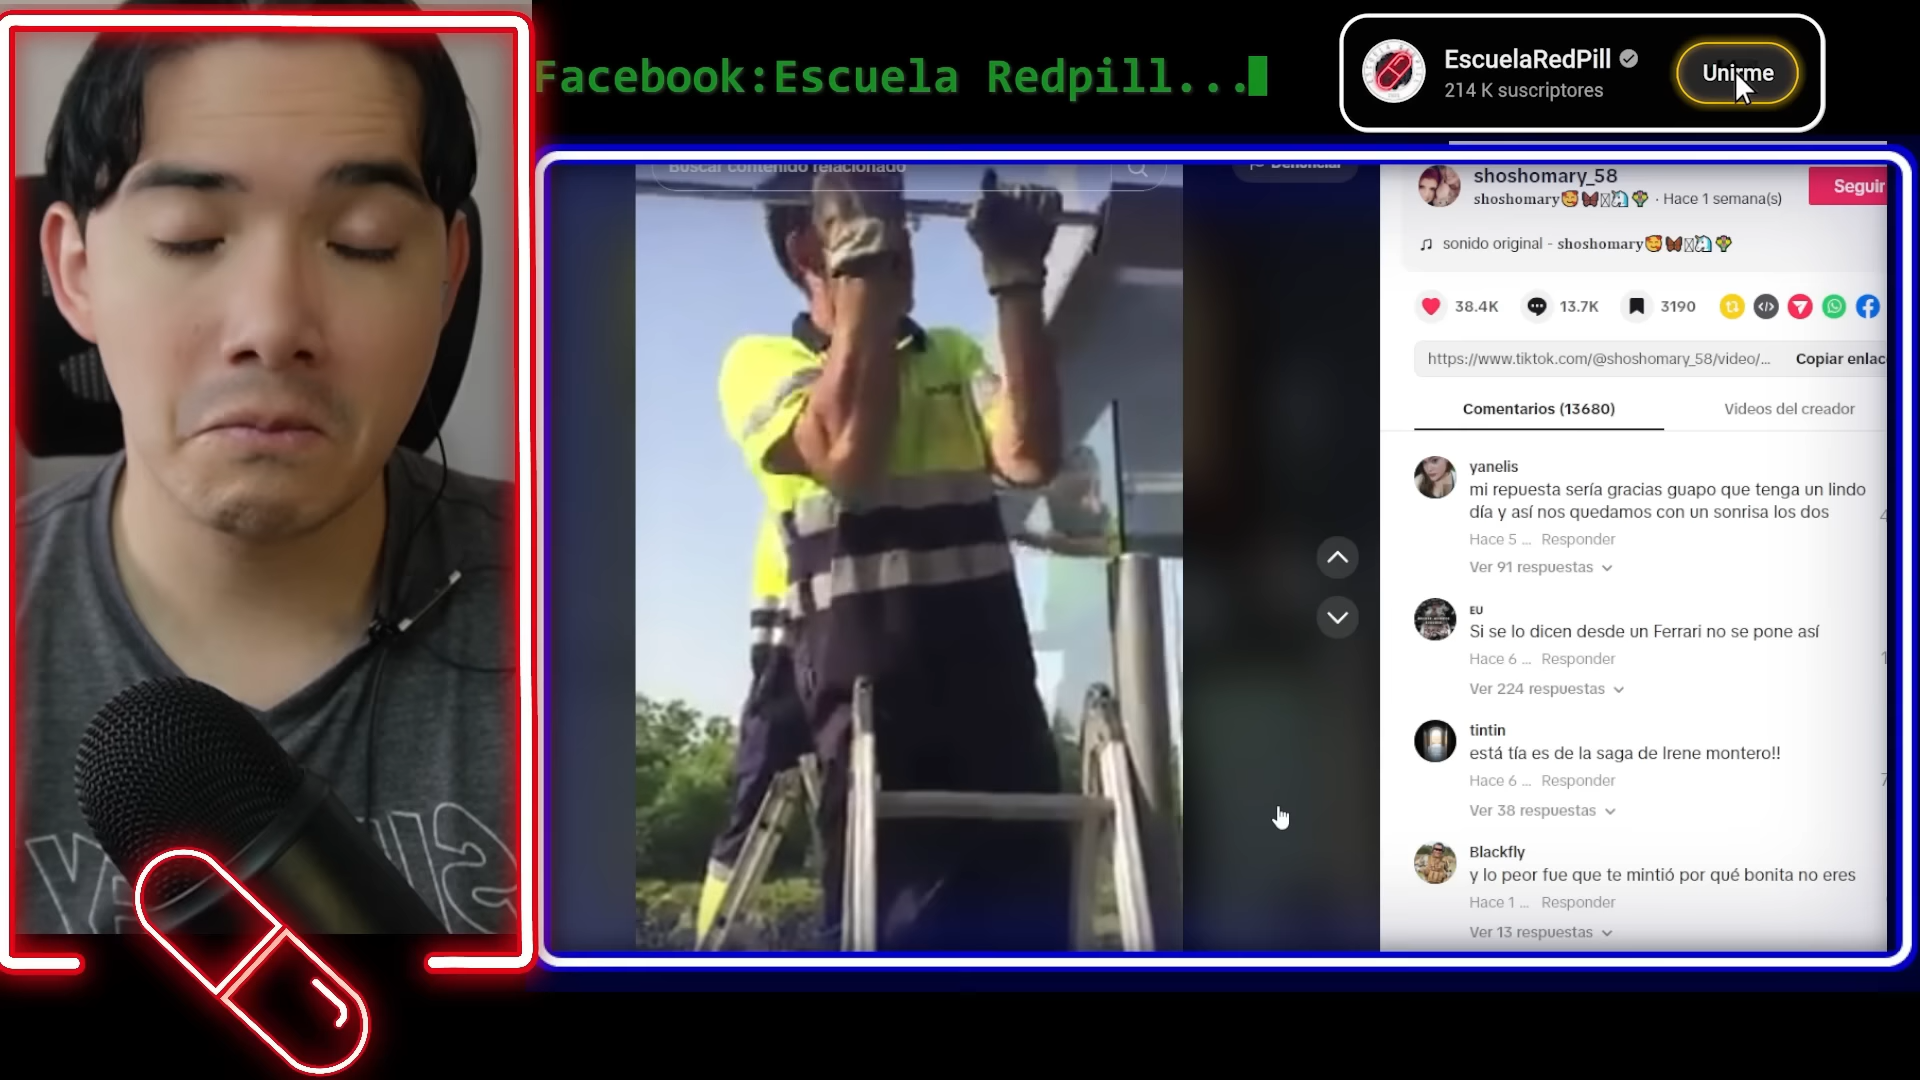 Facebook:Escuela Redpill...
EscuelaRedPill
214 K suscriptores
Unirme
Buscar contenido relacionado
Denunciar
shoshomary_58
shoshomary🥰🦋 · Hace 1 semana(s)
Seguir
sonido original - shoshomary🥰🦋
38.4K
13.7K
3190
https://www.tiktok.com/@shoshomary_58/video/...
Copiar enlac
Comentarios (13680)
Videos del creador
yanelis
mi repuesta sería gracias guapo que tenga un lindo
día y así nos quedamos con un sonrisa los dos
Hace 5 ... Responder
Ver 91 respuestas
EU
Si se lo dicen desde un Ferrari no se pone así
Hace 6 ... Responder
Ver 224 respuestas
tintin
está tía es de la saga de Irene montero!!
Hace 6 ... Responder
Ver 38 respuestas
Blackfly
y lo peor fue que te mintió por qué bonita no eres
Hace 1 ... Responder
Ver 13 respuestas